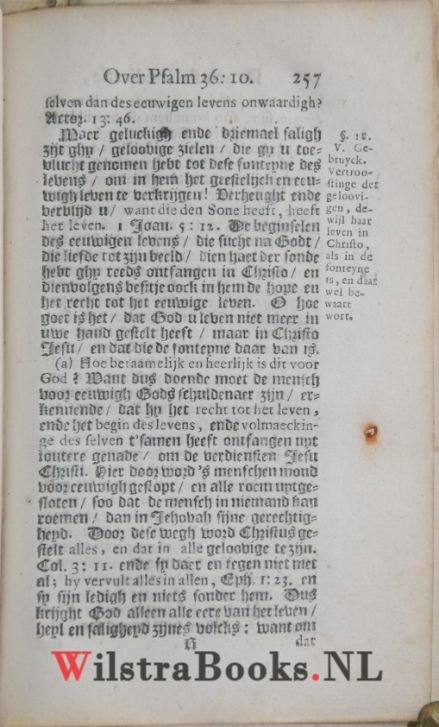 Over Psalm 36: 10. 257
selven dan des eeuwigen levens onwaardigh?
Actor. 13: 46.
Maer geluckigh ende driemael saligh
zijt ghy / geloovige zielen / die gy u toe-
vlucht genomen hebt tot dese fonteyne des
levens / om in hem het geestelijck en eeu-
wigh leven te verkrijgen! Verheught ende
verblijd u / want die den Sone heeft, heeft
het leven. 1 Joan. 5: 12. De beginselen
des eeuwigen levens / die sucht na Godt /
die liefde tot zijn beeld / dien haet der sonde
hebt ghy reeds ontfangen in Christo / en
dienvolgens besitje oock in hem de hope en
het recht tot het eeuwige leven. O hoe
goet is het / dat God u leven niet meer in
uwe hand gestelt heeft / maar in Christo
Jesu / en dat die de fonteyne daar van is.
(a) Hoe betaamelijk en heerlijk is dit voor
God? Want dus doende moet de mensch
voor eeuwigh Gods schuldenaer zijn / er-
kennende / dat hy het recht tot het leven,
ende het begin des levens, ende volmaeckin-
ge des selven t'samen heeft ontfangen uyt
loutere genade / om de verdiensten Jesu
Christi. Hier door word 's menschen mond
voor eeuwigh gestopt / en alle roem uytge-
sloten / soo dat de mensch in niemand kan
roemen / dan in Jehovah sijne gerechtig-
heyd. Door dese wegh word Christus ge-
stelt alles, en dat in alle geloovige te zijn.
Col. 3: 11. ende sy daer en tegen niet met
al; hy vervult alles in allen, Eph. 1: 23. en
sy sijn ledigh en niets sonder hem. Dus
krijght God alleen alle eere van het leven /
heyl en saligheyd zijnes volcks: want om
dat
§. 18.
V. Ge-
bruyck.
Vertroo-
stinge der
geloovi-
gen, de-
wijl haar
leven in
Christo,
als in de
fonteyne
is, en daar
wel be-
waart
wort.
WilstraBooks.NL